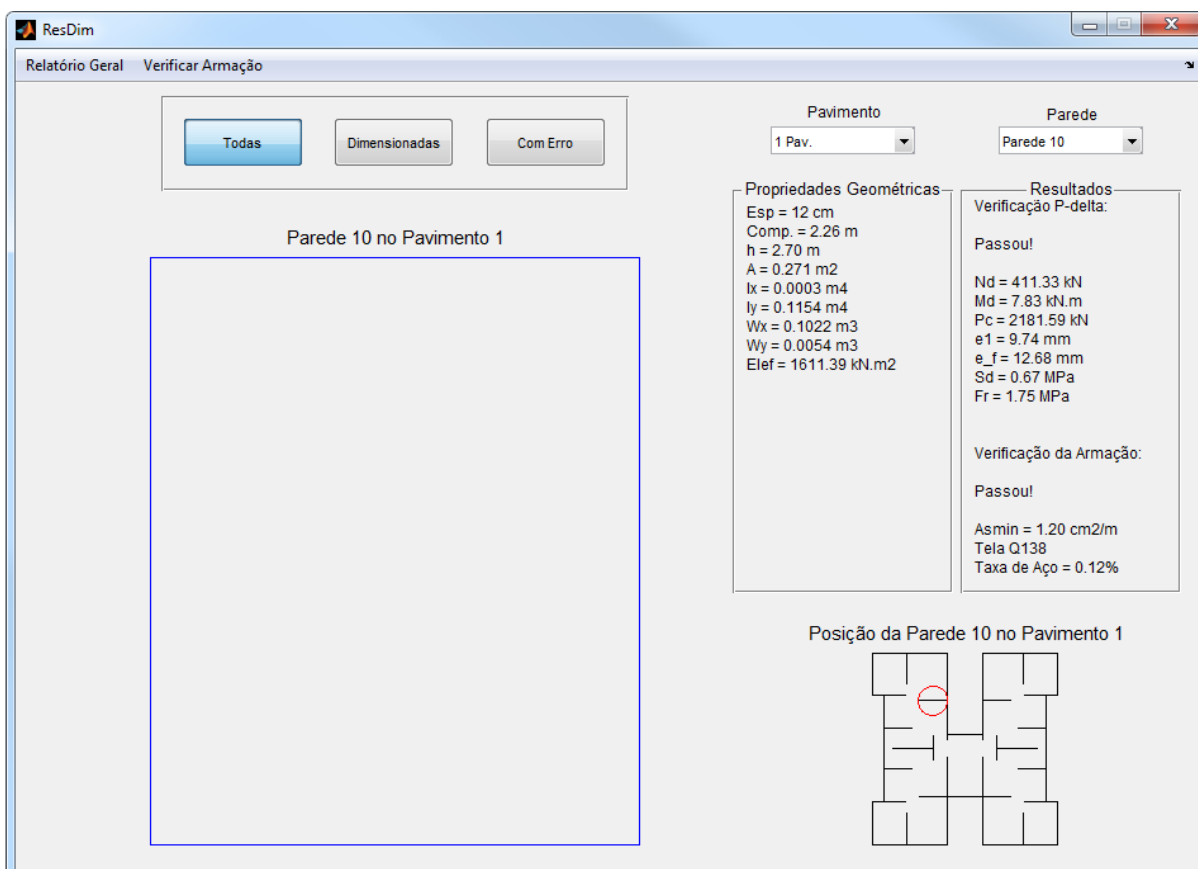 ResDim
Relatório Geral Verificar Armação
Todas Dimensionadas Com Erro
Pavimento
1 Pav.
Parede
Parede 10
Parede 10 no Pavimento 1
Propriedades Geométricas
Esp = 12 cm
Comp. = 2.26 m
h = 2.70 m
A = 0.271 m2
Ix = 0.0003 m4
Iy = 0.1154 m4
Wx = 0.1022 m3
Wy = 0.0054 m3
EIef = 1611.39 kN.m2
Resultados
Verificação P-delta:
Passou!
Nd = 411.33 kN
Md = 7.83 kN.m
Pc = 2181.59 kN
e1 = 9.74 mm
e_f = 12.68 mm
Sd = 0.67 MPa
Fr = 1.75 MPa
Verificação da Armação:
Passou!
Asmin = 1.20 cm2/m
Tela Q138
Taxa de Aço = 0.12%
Posição da Parede 10 no Pavimento 1